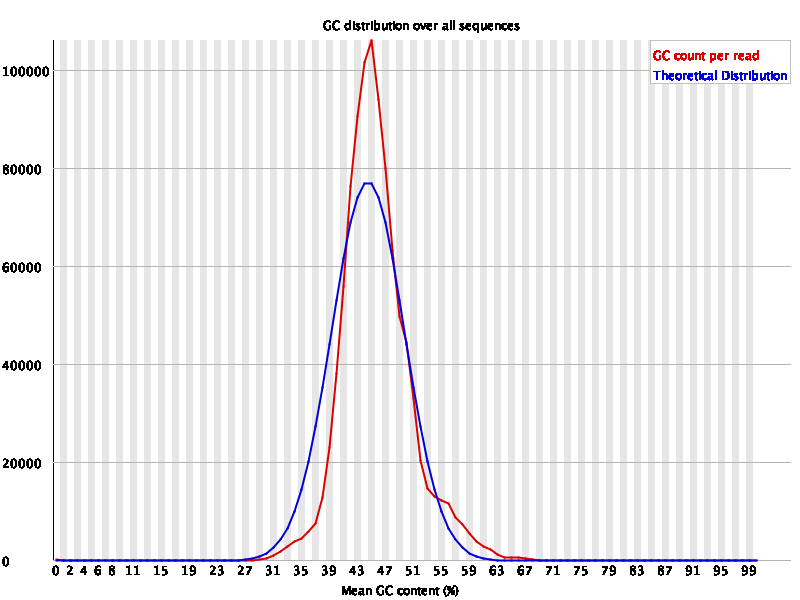 GC distribution over all sequences
GC count per read
Theoretical Distribution
100000
80000
60000
40000
20000
0
0 2 4 6 8 11 15 19 23 27 31 35 39 43 47 51 55 59 63 67 71 75 79 83 87 91 95 99
Mean GC content (%)